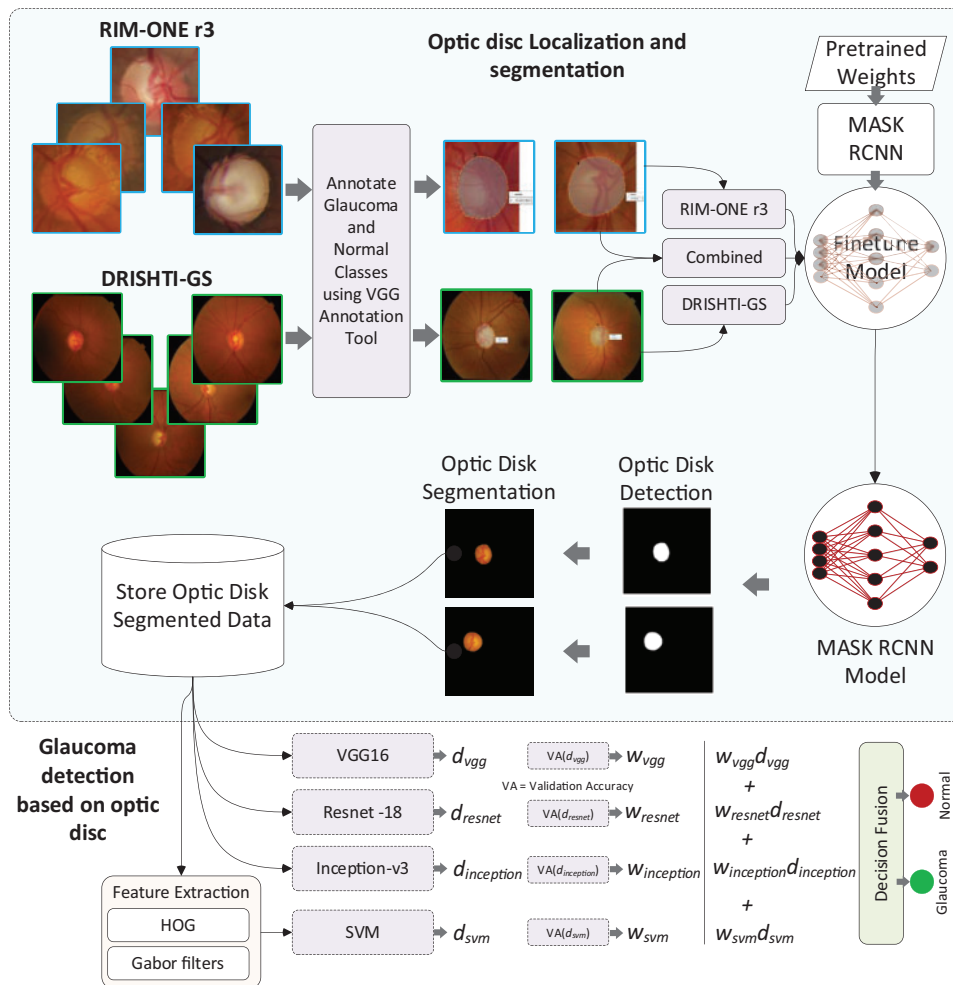 RIM-ONE r3
Optic disc Localization and
segmentation
Pretrained
Weights
MASK
RCNN
Annotate
Glaucoma
and
Normal
Classes
using VGG
Annotation
Tool
RIM-ONE r3
Combined
DRISHTI-GS
Finetune
Model
DRISHTI-GS
Optic Disk
Segmentation
Optic Disk
Detection
Store Optic Disk
Segmented Data
MASK RCNN
Model
Glaucoma
detection
based on optic
disc
VGG16
d_vgg
VA(d_vgg)
w_vgg
w_vgg d_vgg
VA = Validation Accuracy
+
Resnet -18
d_resnet
VA(d_resnet)
w_resnet
w_resnet d_resnet
+
Inception-v3
d_inception
VA(d_inception)
w_inception
w_inception d_inception
+
Feature Extraction
HOG
Gabor filters
SVM
d_svm
VA(d_svm)
w_svm
w_svm d_svm
Decision Fusion
Normal
Glaucoma